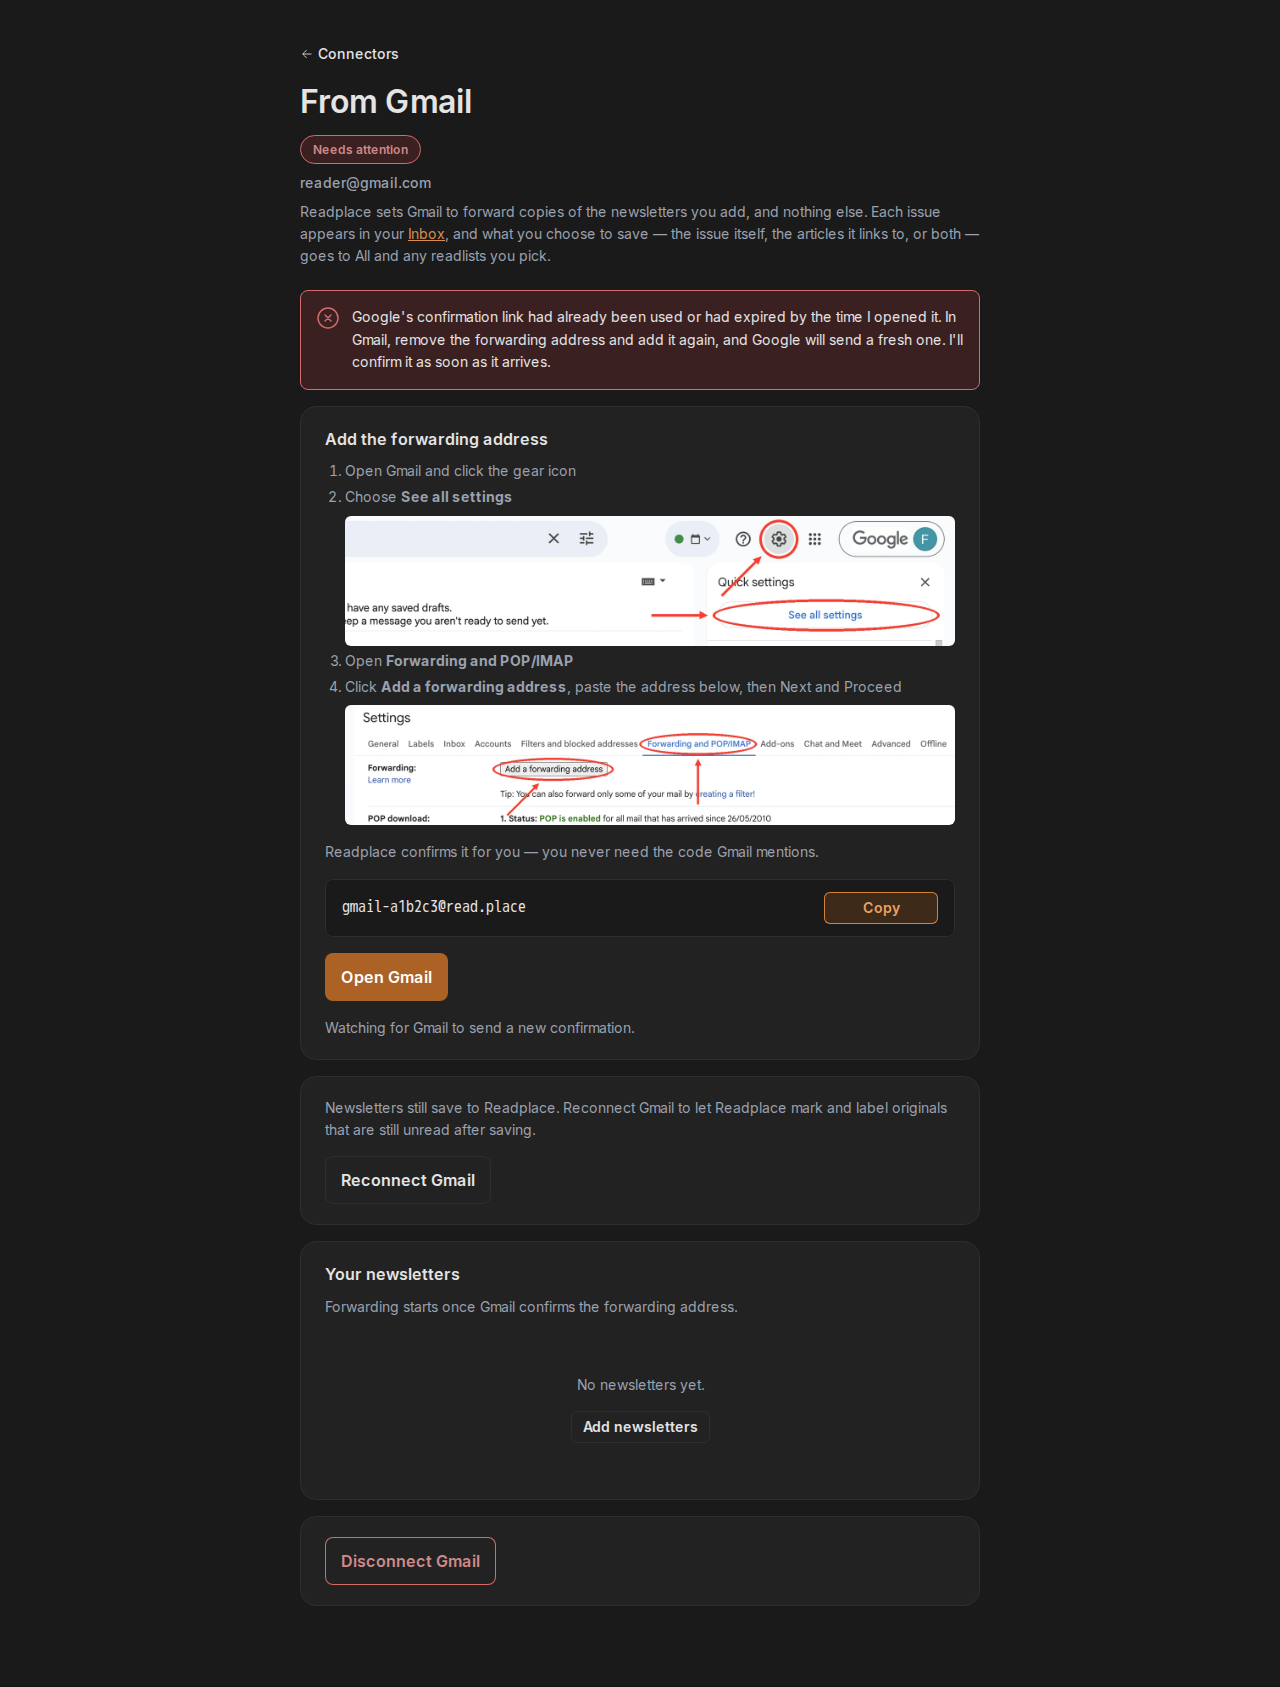 ← Connectors
From Gmail
Needs attention
reader@gmail.com
Readplace sets Gmail to forward copies of the newsletters you add, and nothing else. Each issue
appears in your Inbox, and what you choose to save — the issue itself, the articles it links to, or both —
goes to All and any readlists you pick.
Google's confirmation link had already been used or had expired by the time I opened it. In
Gmail, remove the forwarding address and add it again, and Google will send a fresh one. I'll
confirm it as soon as it arrives.
Add the forwarding address
1. Open Gmail and click the gear icon
2. Choose See all settings
Google F
Quick settings
have any saved drafts.
See all settings
ep a message you aren't ready to send yet.
3. Open Forwarding and POP/IMAP
4. Click Add a forwarding address, paste the address below, then Next and Proceed
Settings
General Labels Inbox Accounts Filters and blocked addresses Forwarding and POP/IMAP Add-ons Chat and Meet Advanced Offline
Forwarding: Add a forwarding address
Learn more
Tip: You can also forward only some of your mail by creating a filter!
POP download: 1. Status: POP is enabled for all mail that has arrived since 26/05/2010
Readplace confirms it for you — you never need the code Gmail mentions.
gmail-a1b2c3@read.place Copy
Open Gmail
Watching for Gmail to send a new confirmation.
Newsletters still save to Readplace. Reconnect Gmail to let Readplace mark and label originals
that are still unread after saving.
Reconnect Gmail
Your newsletters
Forwarding starts once Gmail confirms the forwarding address.
No newsletters yet.
Add newsletters
Disconnect Gmail